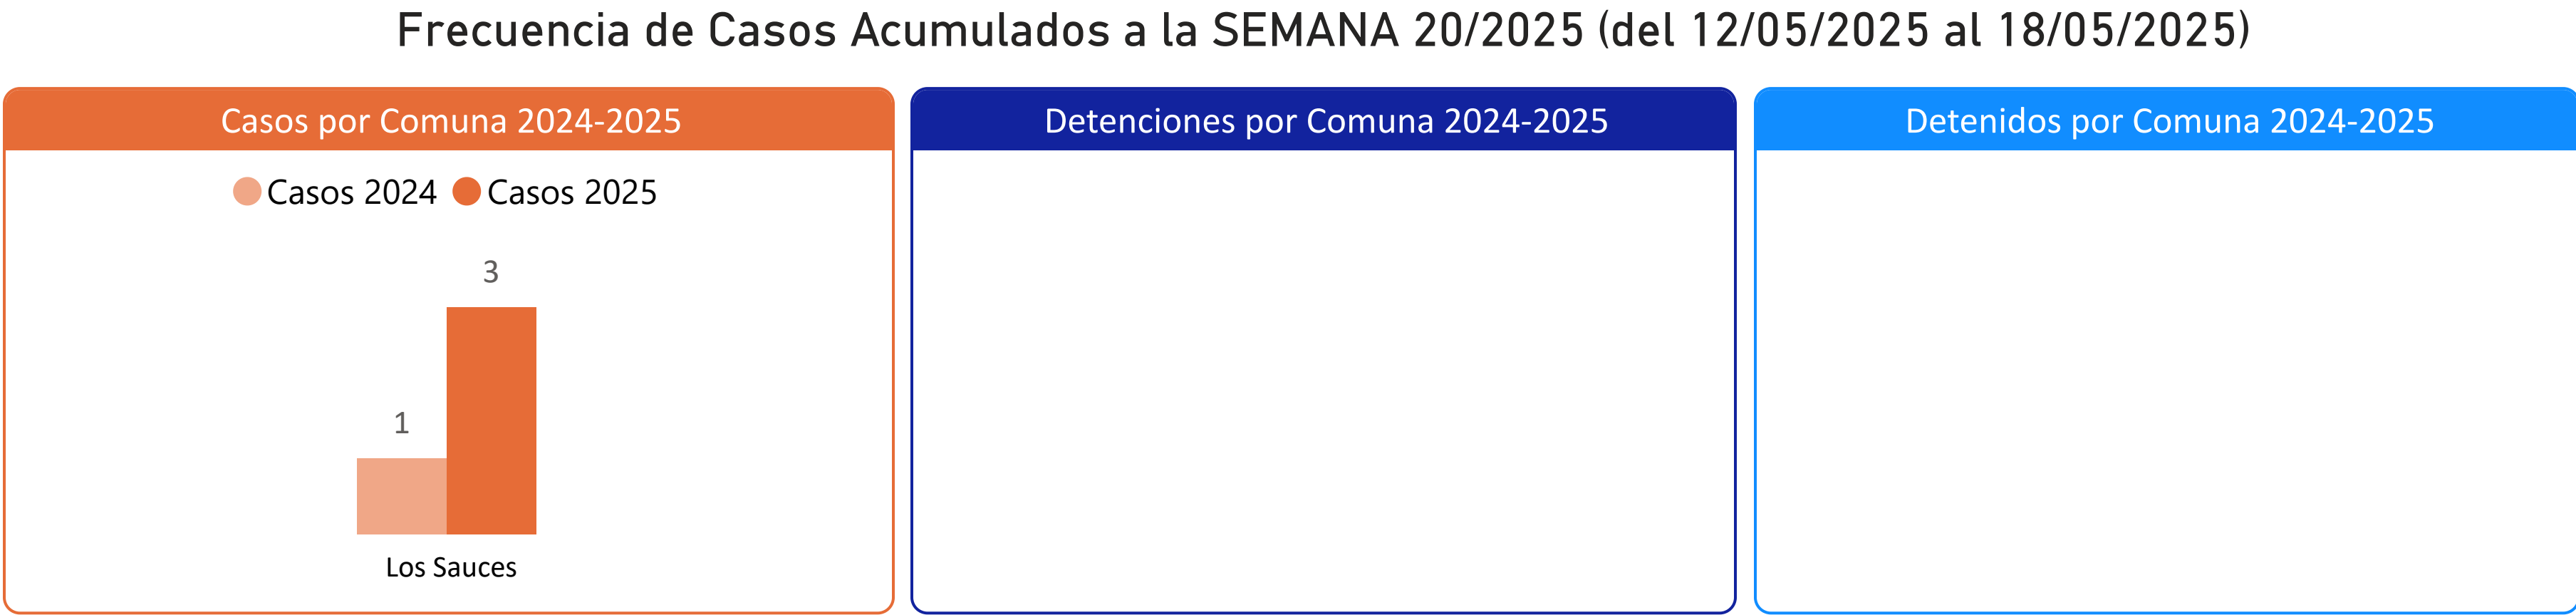 Frecuencia de Casos Acumulados a la SEMANA 20/2025 (del 12/05/2025 al 18/05/2025)
Casos por Comuna 2024-2025
Casos 2024 Casos 2025
3
1
Los Sauces
Detenciones por Comuna 2024-2025
Detenidos por Comuna 2024-2025